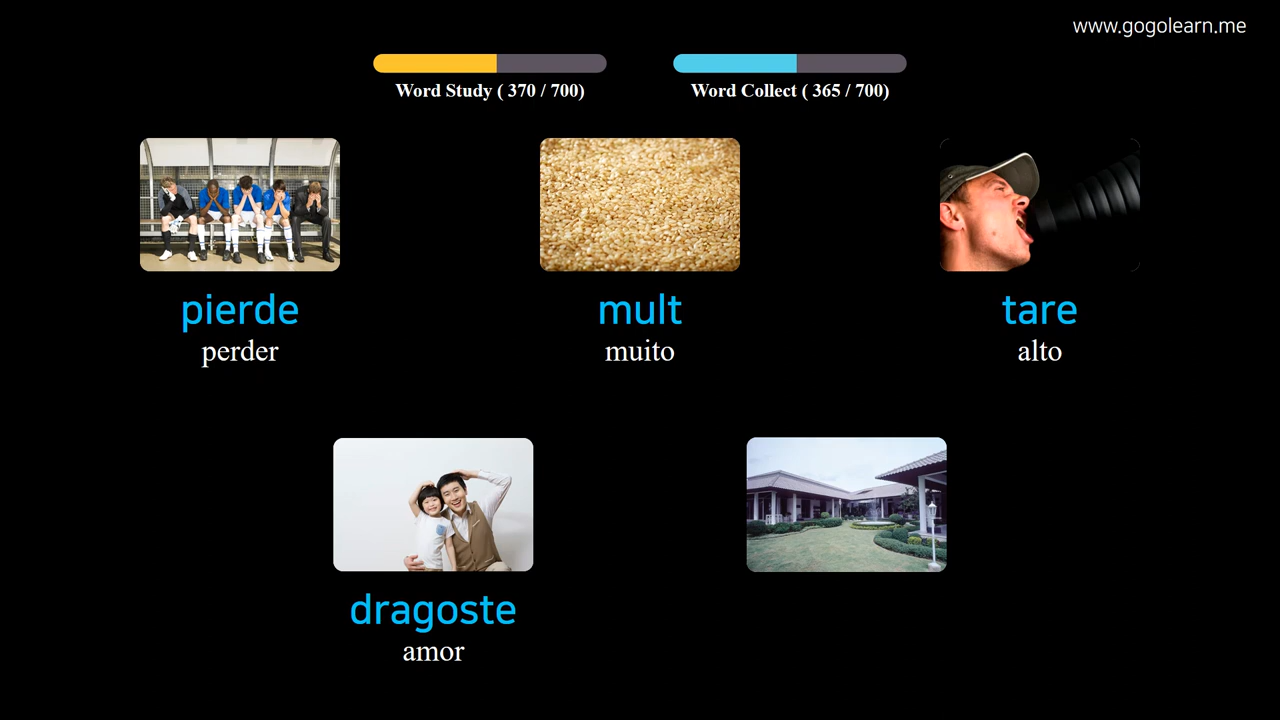 www.gogolearn.me
Word Study ( 370 / 700)
Word Collect ( 365 / 700)
pierde
perder
mult
muito
tare
alto
dragoste
amor